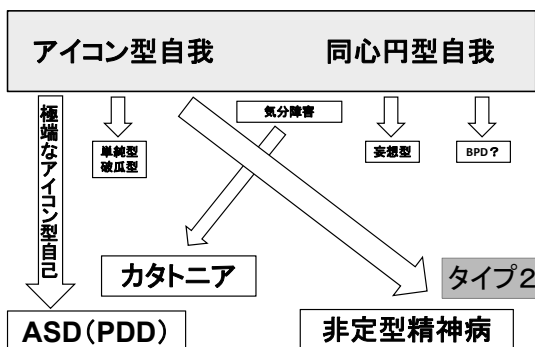 アイコン型自我
同心円型自我
極端なアイコン型自己
気分障害
単純型
破瓜型
妄想型
BPD？
カタトニア
タイプ２
ASD（PDD）
非定型精神病